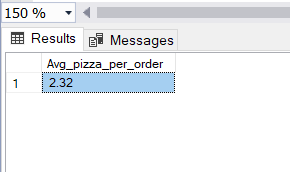 150 %
Results Messages
Avg_pizza_per_order
1 2.32